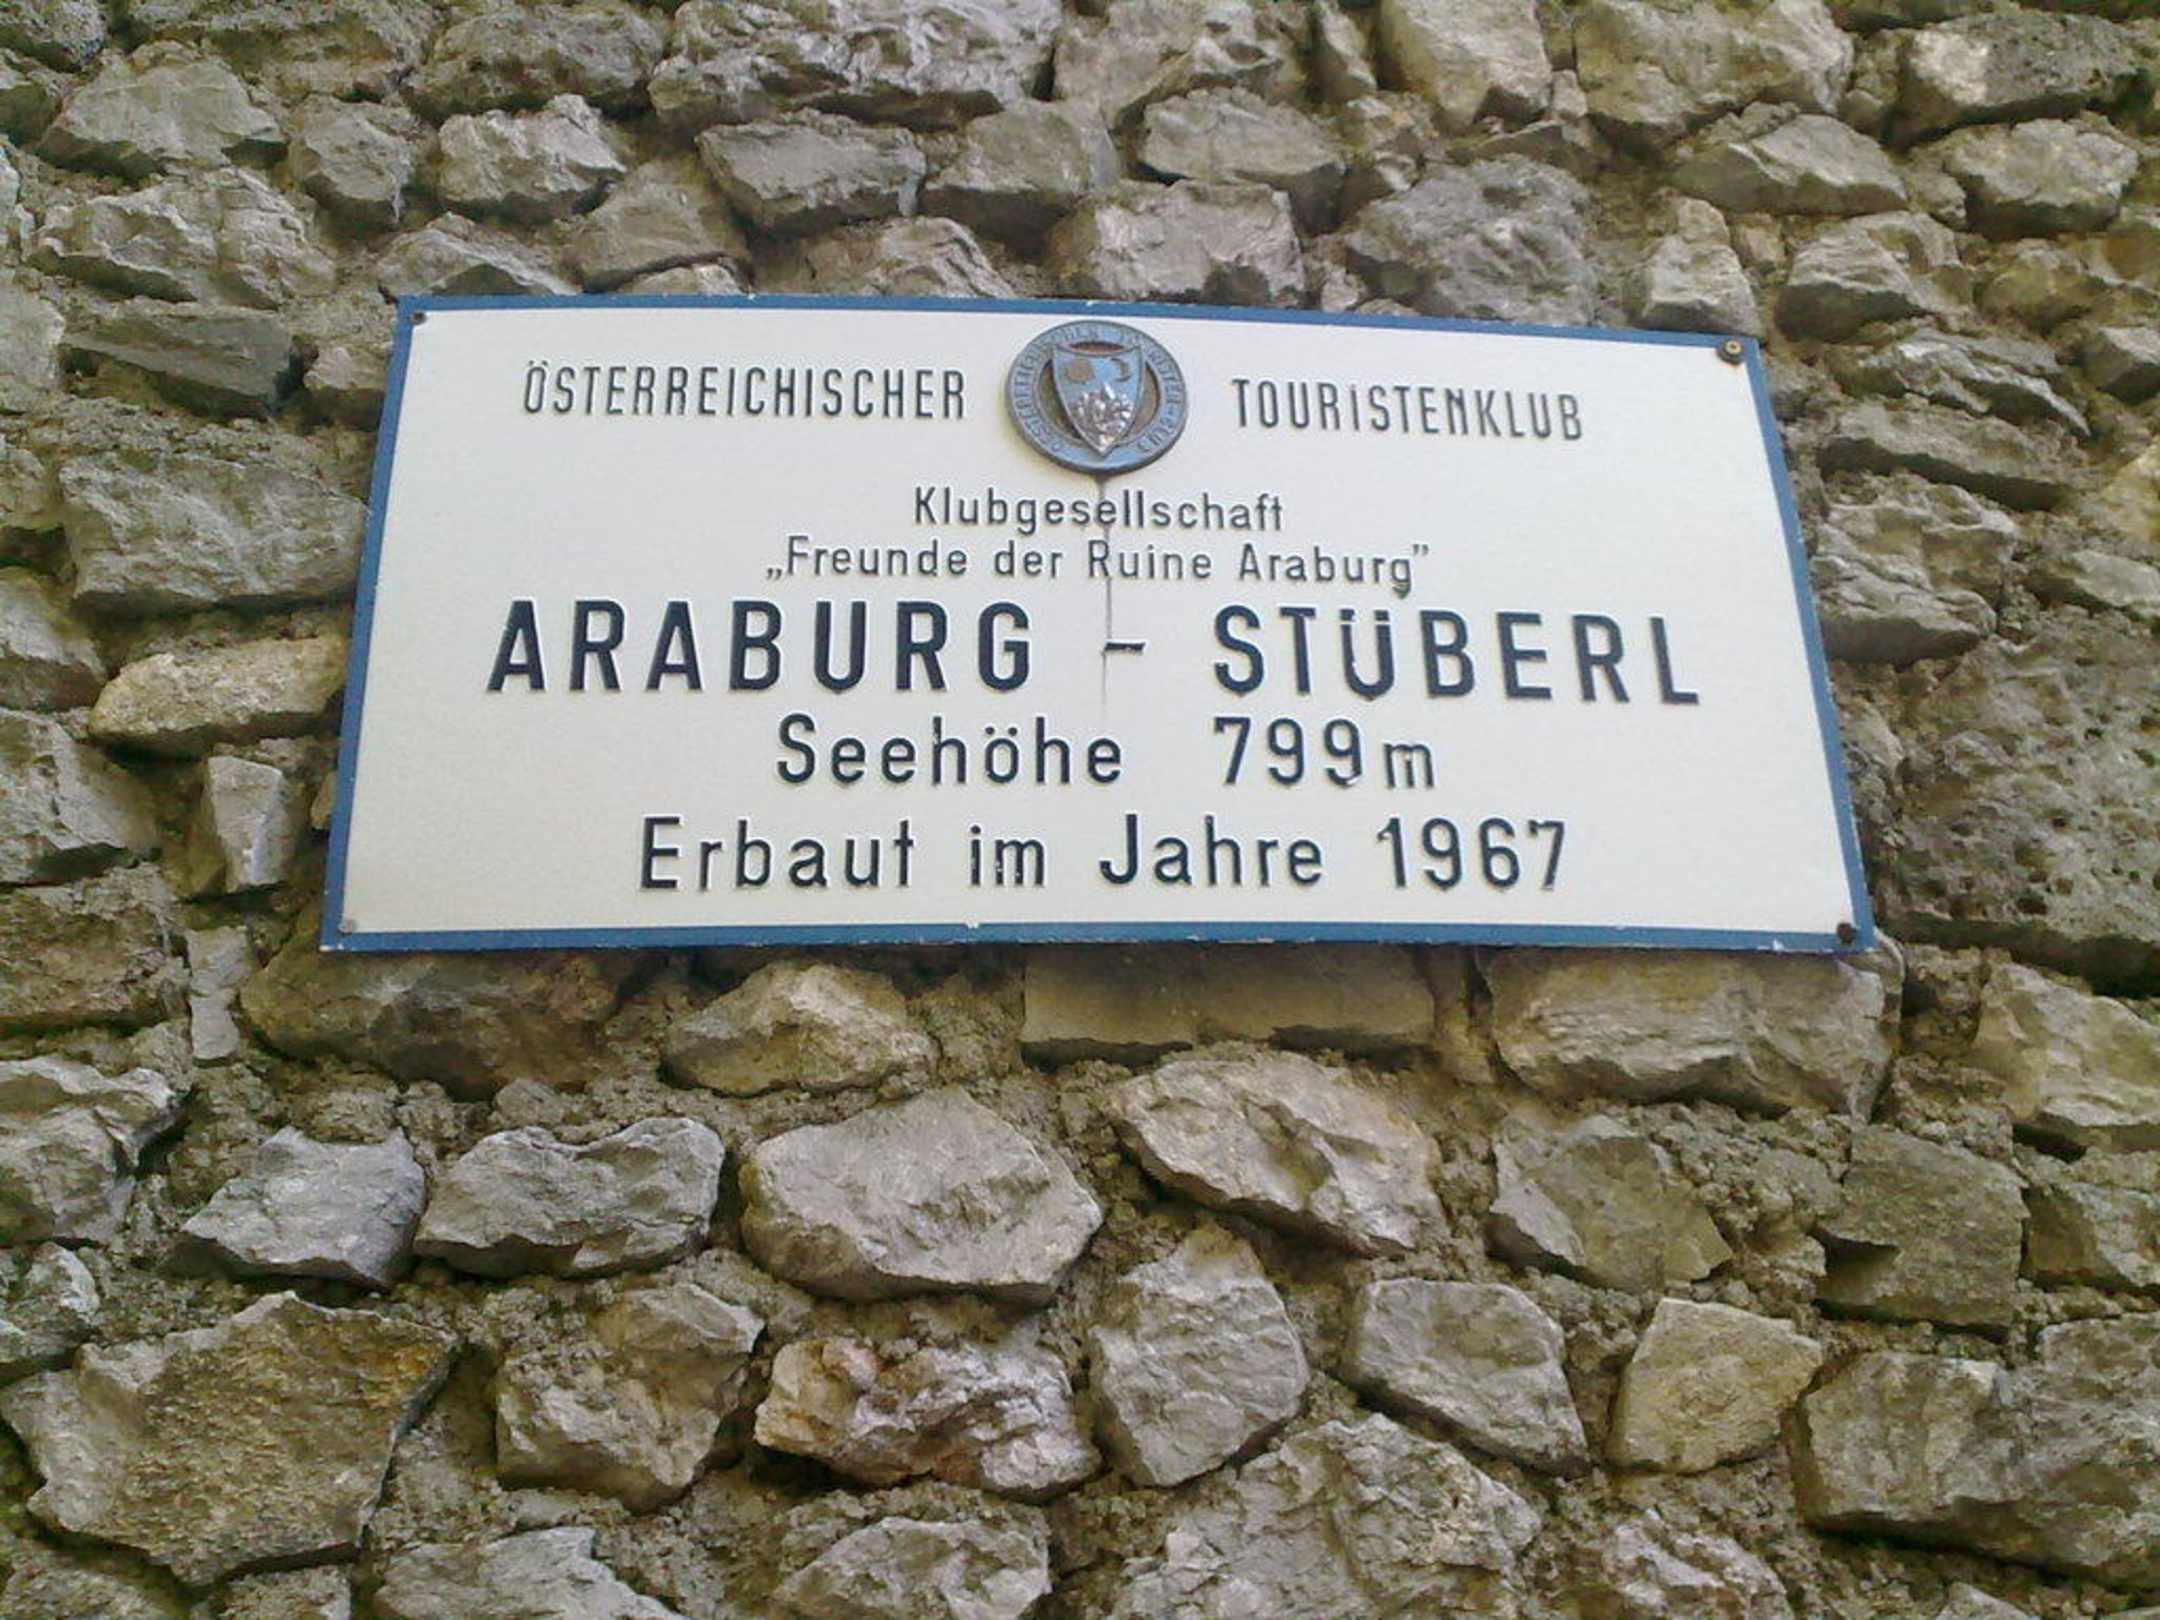 ÖSTERREICHISCHER TOURISTENKLUB
Klubgesellschaft
„Freunde der Ruine Araburg”
ARABURG - STÜBERL
Seehöhe 799m
Erbaut im Jahre 1967